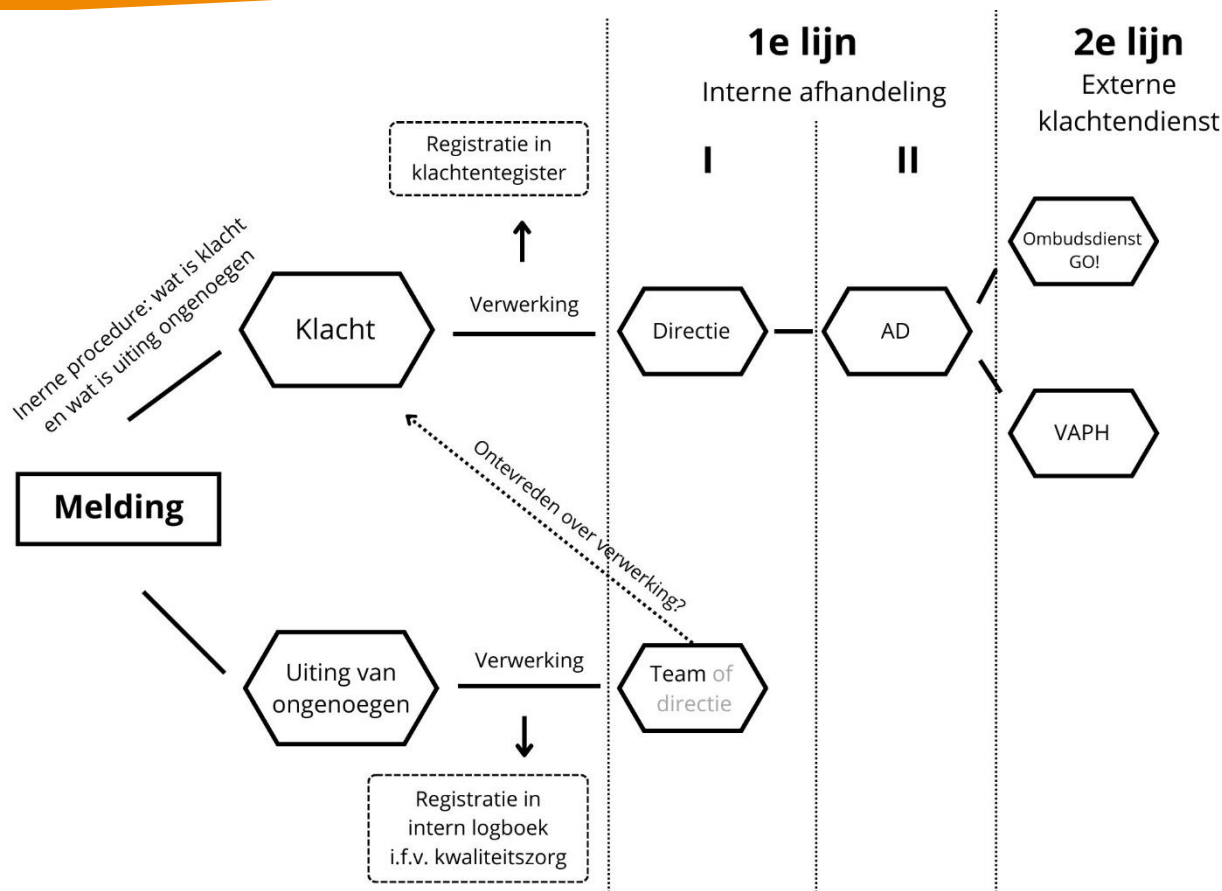 1e lijn
Interne afhandeling
I
II
2e lijn
Externe
klachtendienst
Registratie in
klachtentegister
Inerne procedure: wat is klacht
en wat is uiting ongenoegen
Klacht
Verwerking
Directie
AD
Ombudsdienst
GO!
VAPH
Melding
Ontevreden over verwerking?
Uiting van
ongenoegen
Verwerking
Team of
directie
Registratie in
intern logboek
i.f.v. kwaliteitszorg